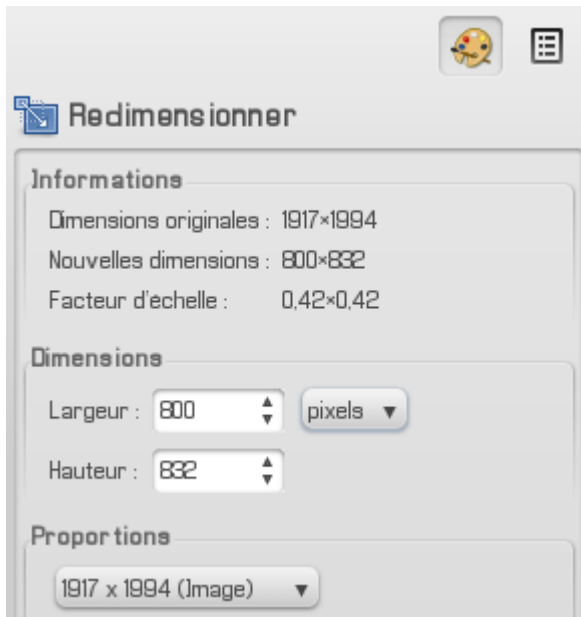 Redimensionner
Informations
Dimensions originales : 1917×1994
Nouvelles dimensions : 800×832
Facteur d'échelle : 0,42×0,42
Dimensions
Largeur : 800 pixels
Hauteur : 832
Proportions
1917 x 1994 (Image)